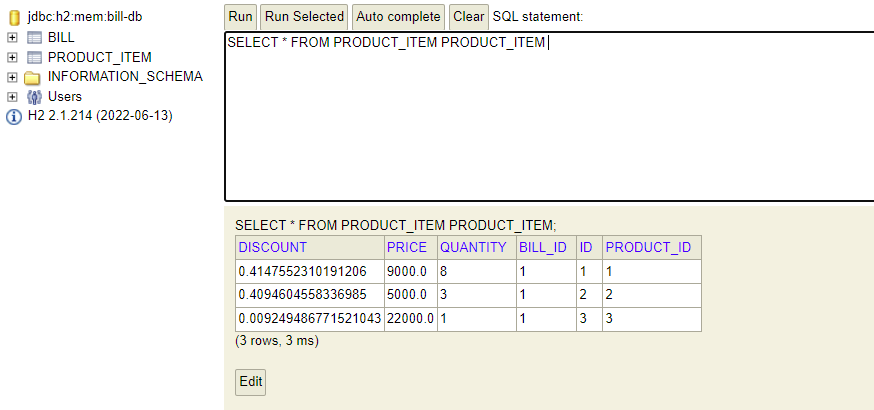 jdbc:h2:mem:bill-db
BILL
PRODUCT_ITEM
INFORMATION_SCHEMA
Users
H2 2.1.214 (2022-06-13)
Run Run Selected Auto complete Clear SQL statement:
SELECT * FROM PRODUCT_ITEM PRODUCT_ITEM
SELECT * FROM PRODUCT_ITEM PRODUCT_ITEM;
DISCOUNT PRICE QUANTITY BILL_ID ID PRODUCT_ID
0.4147552310191206 9000.0 8 1 1 1
0.4094604558336985 5000.0 3 1 2 2
0.009249486771521043 22000.0 1 1 3 3
(3 rows, 3 ms)
Edit